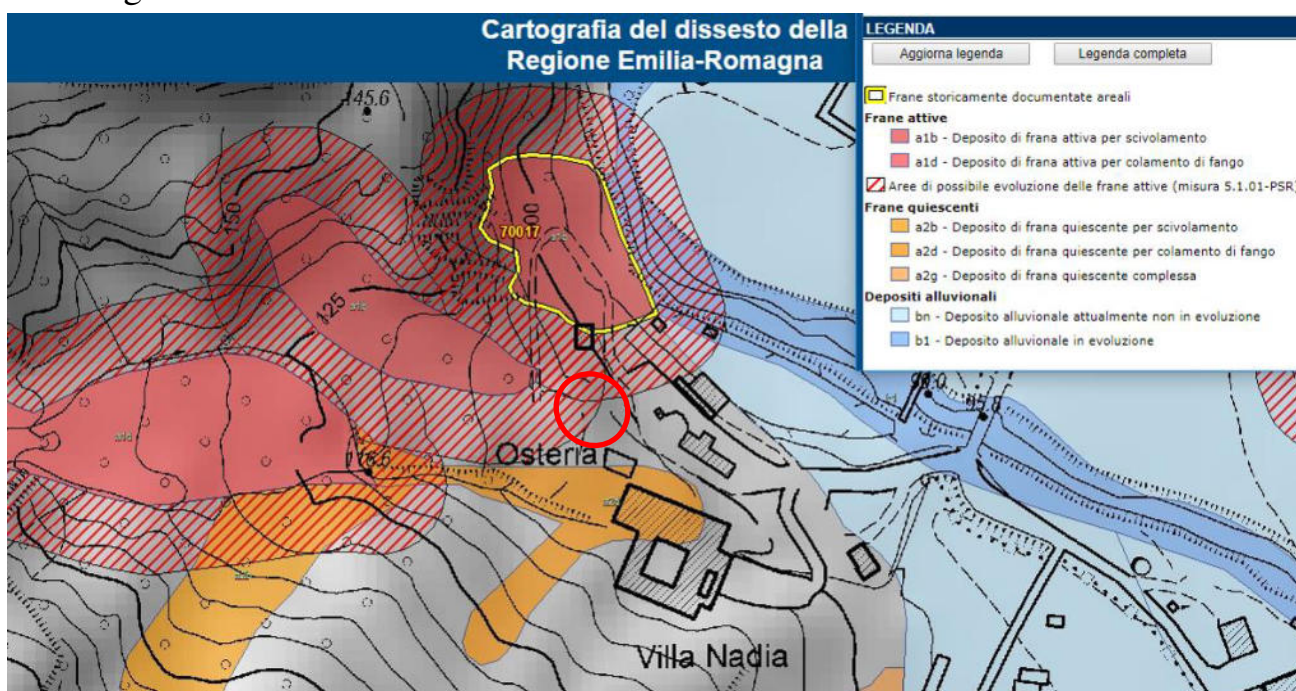 Cartografia del dissesto della
Regione Emilia-Romagna
LEGENDA
Aggiorna legenda
Legenda completa
Frane storicamente documentate areali
Frane attive
a1b - Deposito di frana attiva per scivolamento
a1d - Deposito di frana attiva per colamento di fango
Aree di possibile evoluzione delle frane attive (misura 5.1.01-PSR)
Frane quiescenti
a2b - Deposito di frana quiescente per scivolamento
a2d - Deposito di frana quiescente per colamento di fango
a2g - Deposito di frana quiescente complessa
Depositi alluvionali
bn - Deposito alluvionale attualmente non in evoluzione
b1 - Deposito alluvionale in evoluzione
145.6
150
100
70017
125
Osteria
Villa Nadia